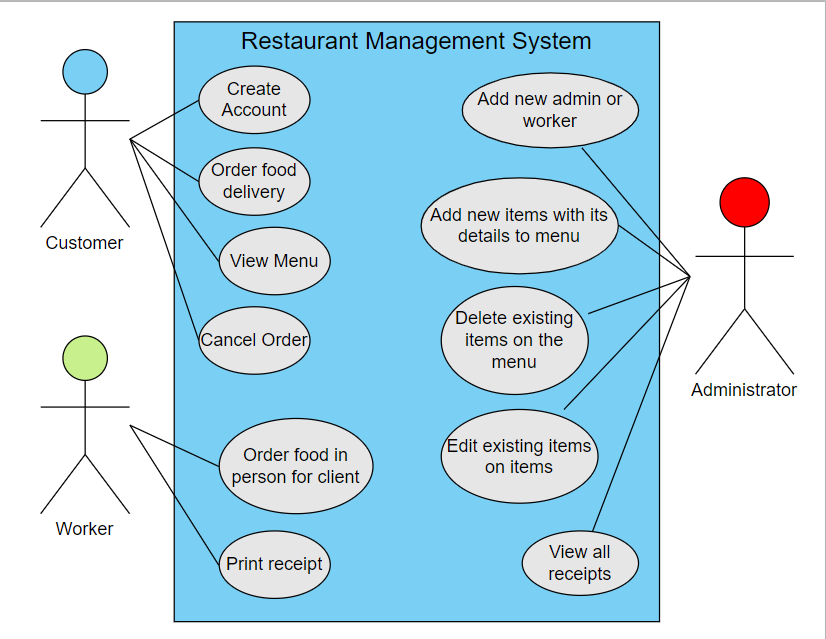 Restaurant Management System
Create
Account
Order food
delivery
View Menu
Cancel Order
Customer
Order food in
person for client
Print receipt
Worker
Add new admin or
worker
Add new items with its
details to menu
Delete existing
items on the
menu
Edit existing items
on items
View all
receipts
Administrator